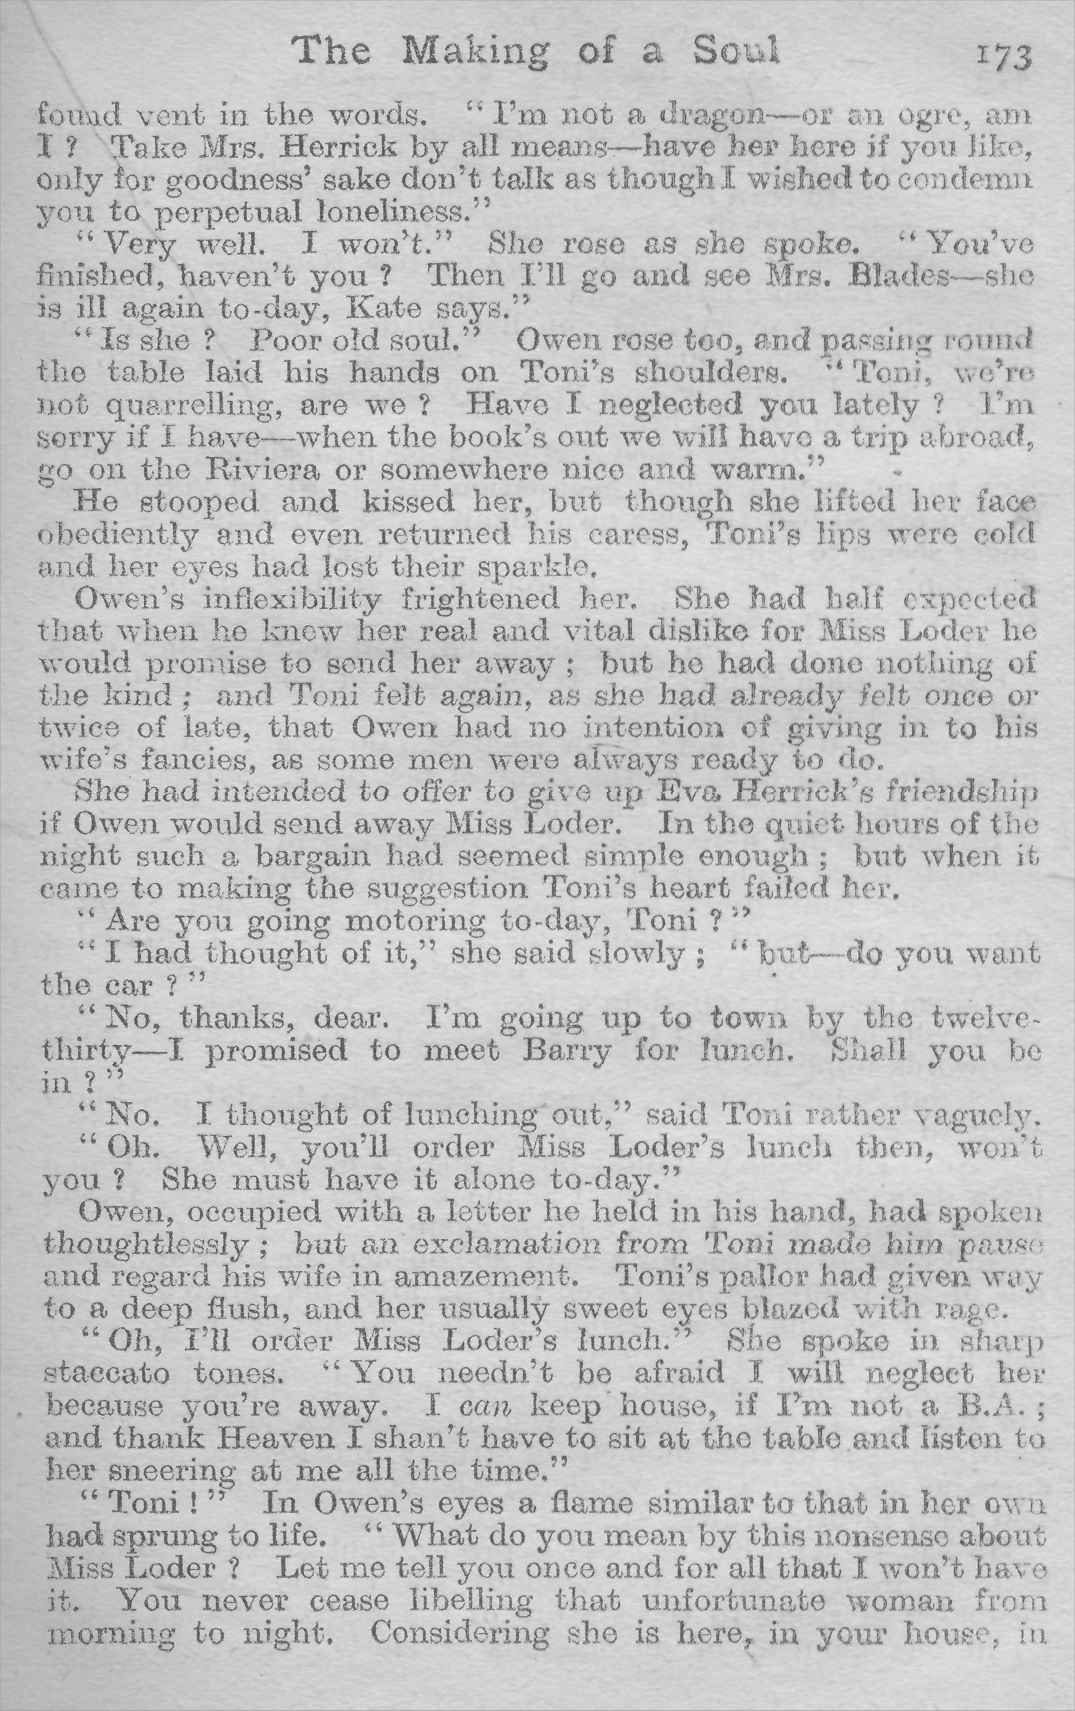 The Making of a Soul 173
found vent in the words. “I’m not a dragon—or an ogre, am
I? Take Mrs. Herrick by all means—have her here if you like,
only for goodness’ sake don’t talk as though I wished to condemn
you to perpetual loneliness.”
“Very well. I won’t.” She rose as she spoke. “You’ve
finished, haven’t you? Then I’ll go and see Mrs. Blades—she
is ill again to-day, Kate says.”
“Is she? Poor old soul.” Owen rose too, and passing round
the table laid his hands on Toni’s shoulders. “Toni, we’re
not quarrelling, are we? Have I neglected you lately? I’m
sorry if I have—when the book’s out we will have a trip abroad,
go on the Riviera or somewhere nice and warm.”
He stooped and kissed her, but though she lifted her face
obediently and even returned his caress, Toni’s lips were cold
and her eyes had lost their sparkle.
Owen’s inflexibility frightened her. She had half expected
that when he knew her real and vital dislike for Miss Loder he
would promise to send her away; but he had done nothing of
the kind; and Toni felt again, as she had already felt once or
twice of late, that Owen had no intention of giving in to his
wife’s fancies, as some men were always ready to do.
She had intended to offer to give up Eva Herrick’s friendship
if Owen would send away Miss Loder. In the quiet hours of the
night such a bargain had seemed simple enough; but when it
came to making the suggestion Toni’s heart failed her.
“Are you going motoring to-day, Toni?”
“I had thought of it,” she said slowly; “but—do you want
the car?”
“No, thanks, dear. I’m going up to town by the twelve-
thirty—I promised to meet Barry for lunch. Shall you be
in?”
“No. I thought of lunching out,” said Toni rather vaguely.
“Oh. Well, you’ll order Miss Loder’s lunch then, won’t
you? She must have it alone to-day.”
Owen, occupied with a letter he held in his hand, had spoken
thoughtlessly; but an exclamation from Toni made him pause
and regard his wife in amazement. Toni’s pallor had given way
to a deep flush, and her usually sweet eyes blazed with rage.
“Oh, I’ll order Miss Loder’s lunch.” She spoke in sharp
staccato tones. “You needn’t be afraid I will neglect her
because you’re away. I can keep house, if I’m not a B.A.;
and thank Heaven I shan’t have to sit at the table and listen to
her sneering at me all the time.”
“Toni!” In Owen’s eyes a flame similar to that in her own
had sprung to life. “What do you mean by this nonsense about
Miss Loder? Let me tell you once and for all that I won’t have
it. You never cease libelling that unfortunate woman from
morning to night. Considering she is here, in your house, in